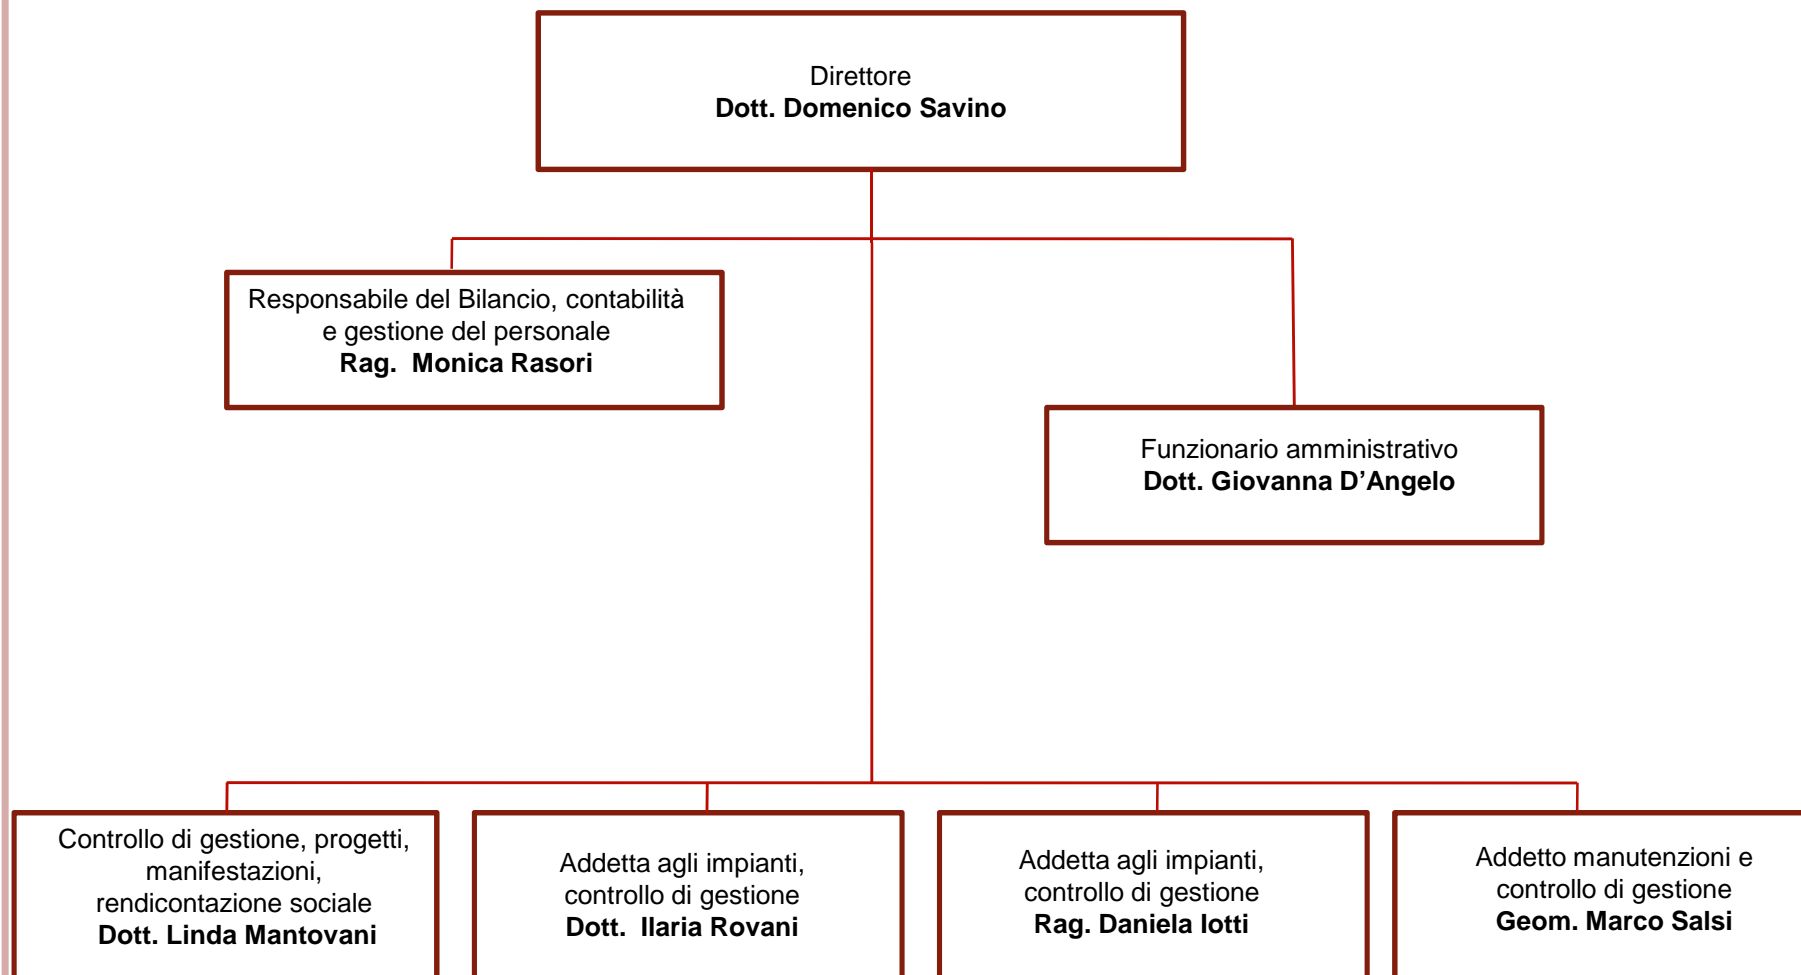 Direttore
Dott. Domenico Savino
Responsabile del Bilancio, contabilità
e gestione del personale
Rag. Monica Rasori
Funzionario amministrativo
Dott. Giovanna D’Angelo
Controllo di gestione, progetti,
manifestazioni,
rendicontazione sociale
Dott. Linda Mantovani
Addetta agli impianti,
controllo di gestione
Dott. Ilaria Rovani
Addetta agli impianti,
controllo di gestione
Rag. Daniela Iotti
Addetto manutenzioni e
controllo di gestione
Geom. Marco Salsi